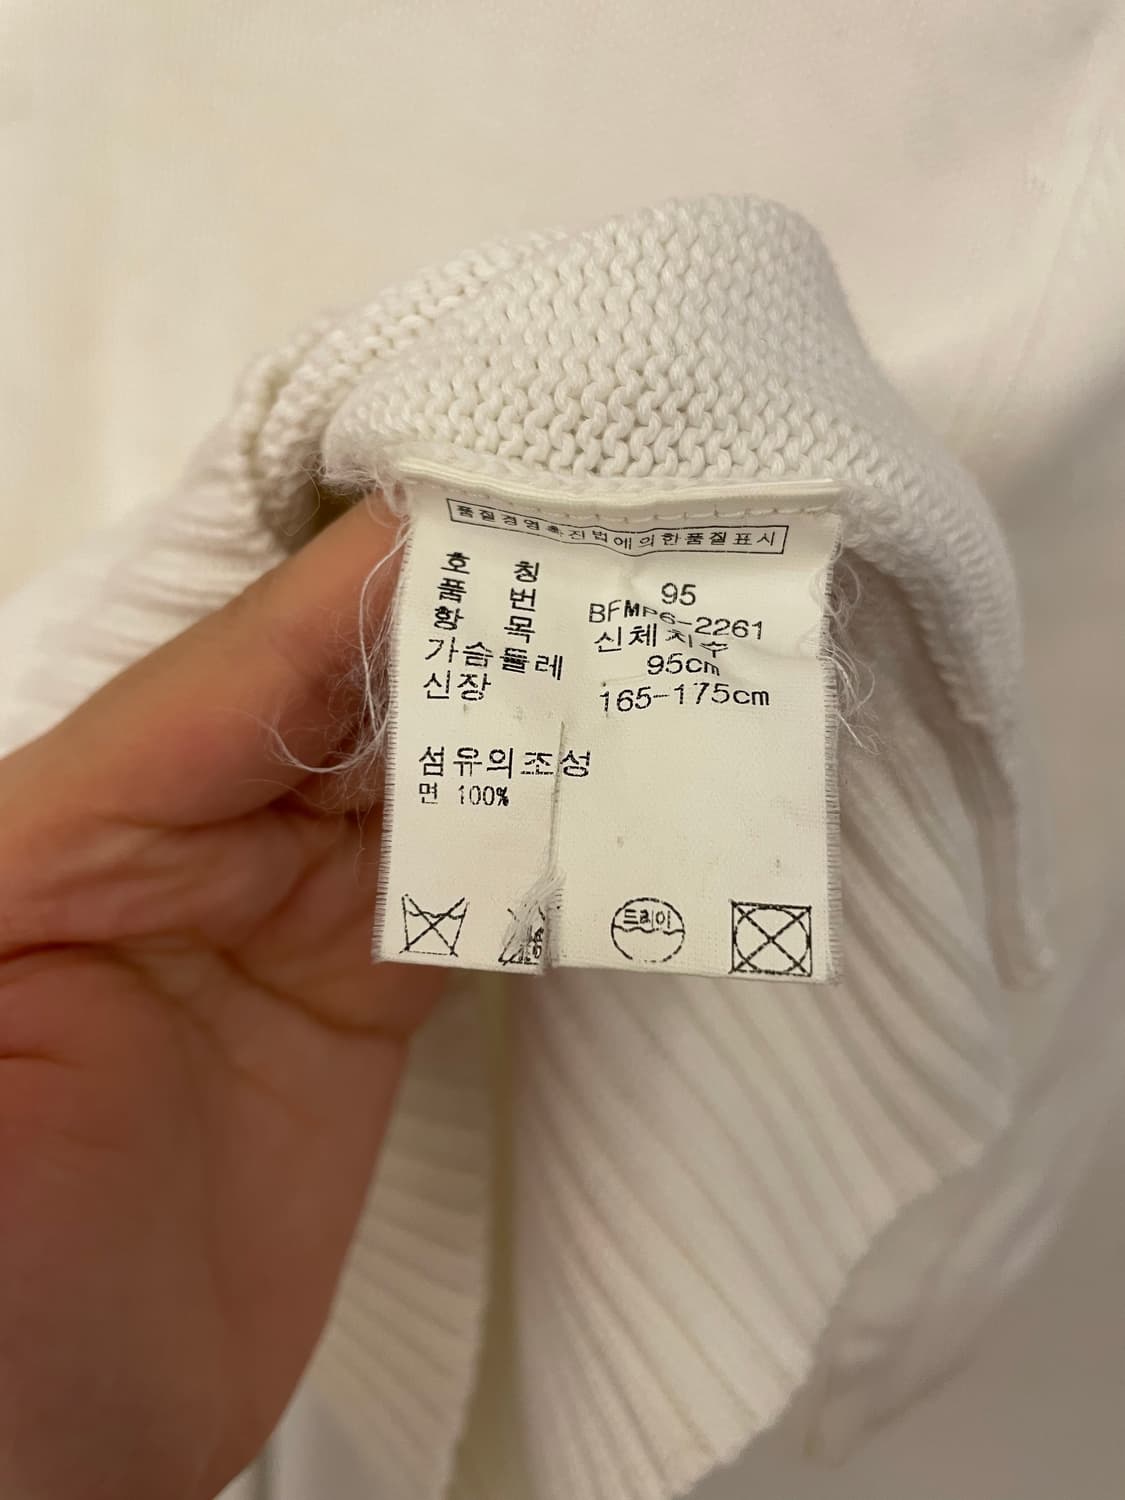 품질경영촉진법에의한품질표시
호 칭 95
품 번 BFMP6-2261
항 목 신체치수
가슴둘레 95cm
신장 165-175cm
섬유의조성
면 100%
드라이